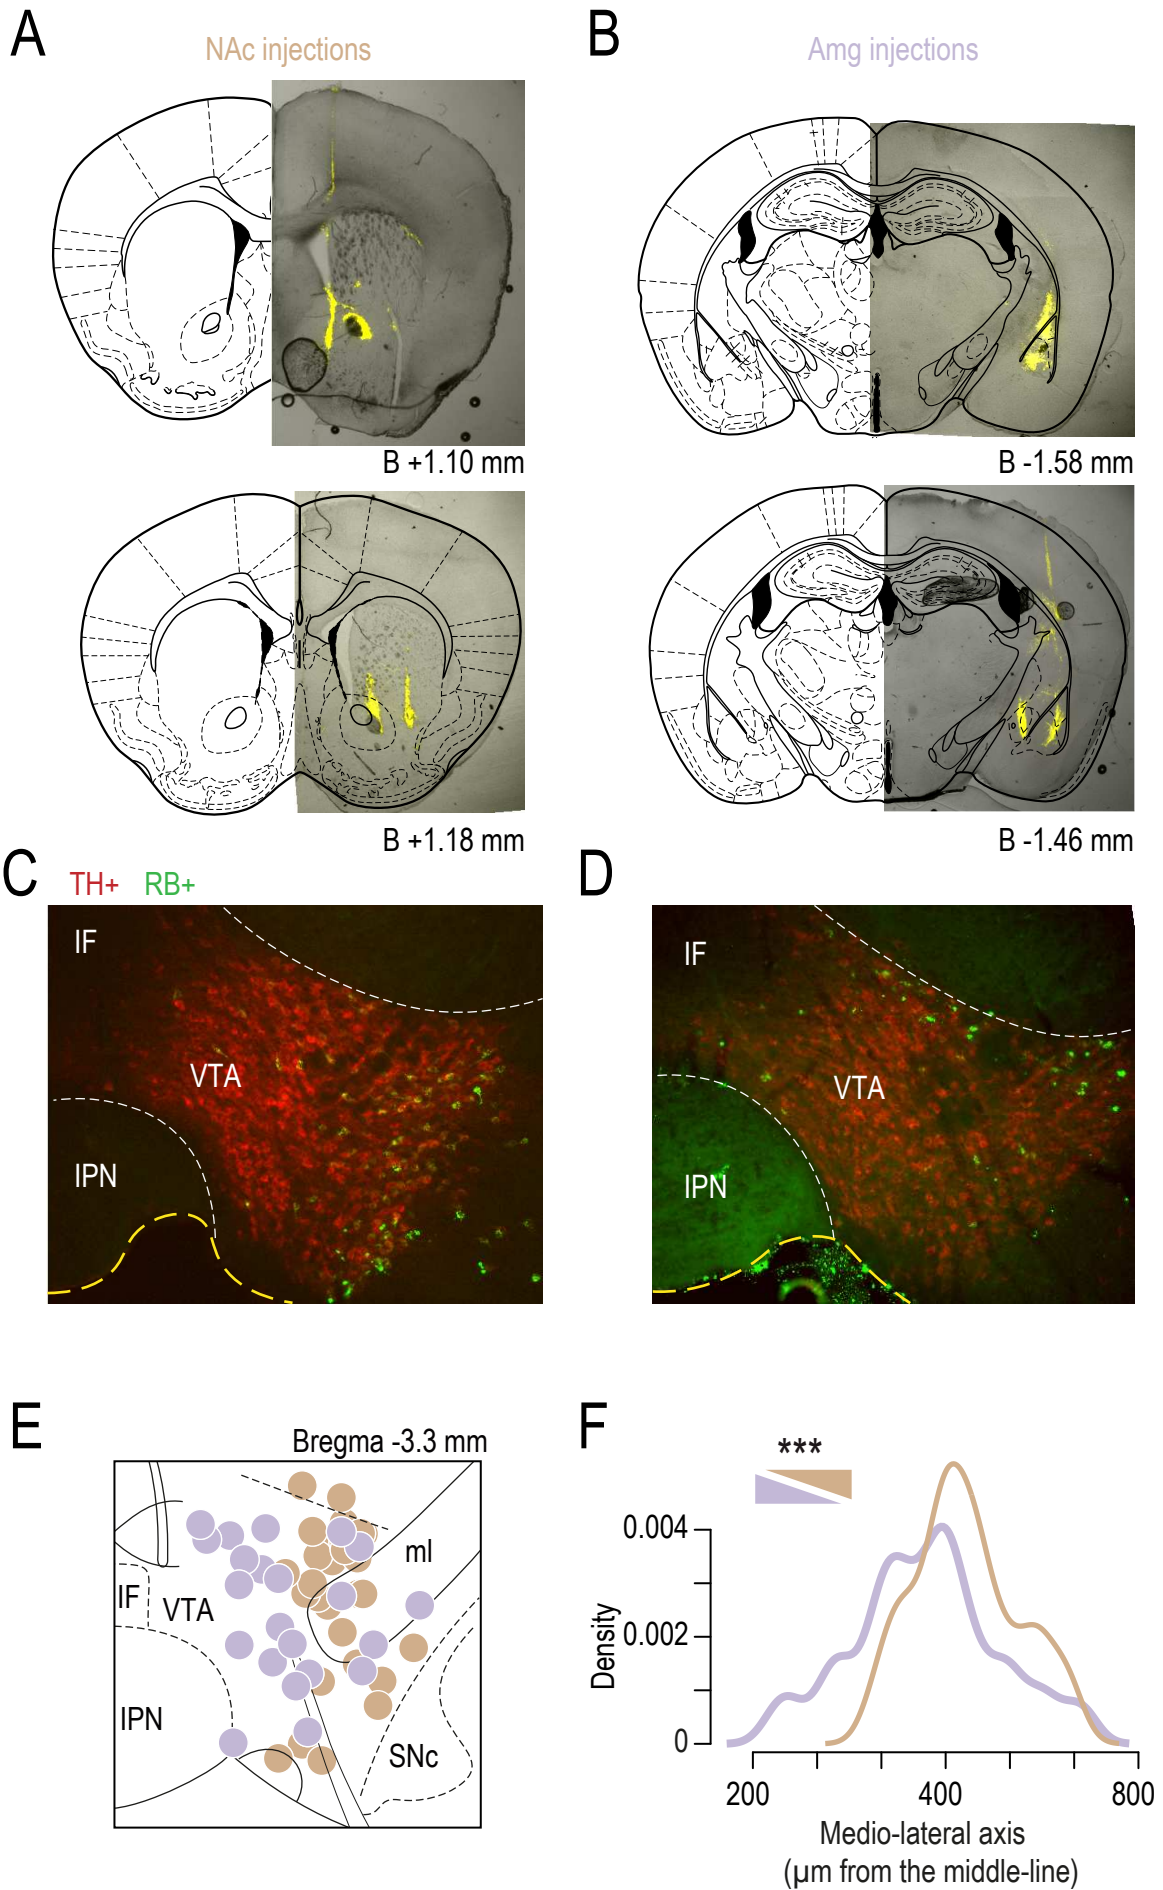 A
NAc injections
B +1.10 mm
B +1.18 mm
B
Amg injections
B -1.58 mm
B -1.46 mm
C
TH+ RB+
IF
VTA
IPN
D
IF
VTA
IPN
E
Bregma -3.3 mm
ml
IF
VTA
IPN
SNc
F
***
Density
0.004
0.002
0
200 400 800
Medio-lateral axis
(µm from the middle-line)